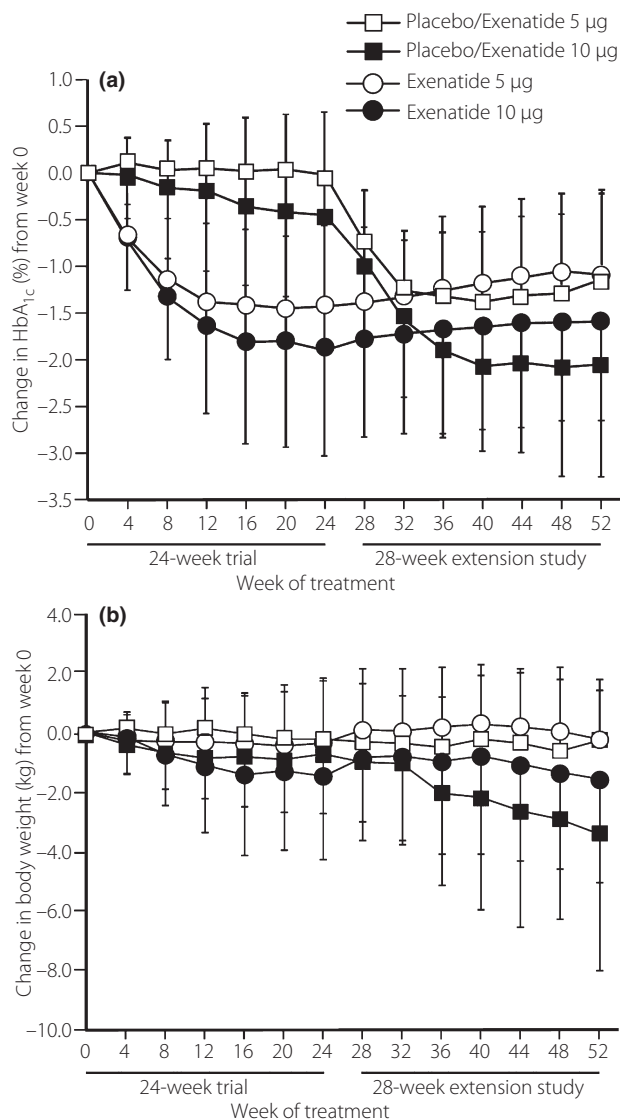 Placebo/Exenatide 5 µg
Placebo/Exenatide 10 µg
Exenatide 5 µg
Exenatide 10 µg
(a)
Change in HbA1c (%) from week 0
1.0
0.5
0.0
−0.5
−1.0
−1.5
−2.0
−2.5
−3.0
−3.5
0 4 8 12 16 20 24 28 32 36 40 44 48 52
24-week trial 28-week extension study
Week of treatment
(b)
Change in body weight (kg) from week 0
4.0
2.0
0.0
−2.0
−4.0
−6.0
−8.0
−10.0
0 4 8 12 16 20 24 28 32 36 40 44 48 52
24-week trial 28-week extension study
Week of treatment